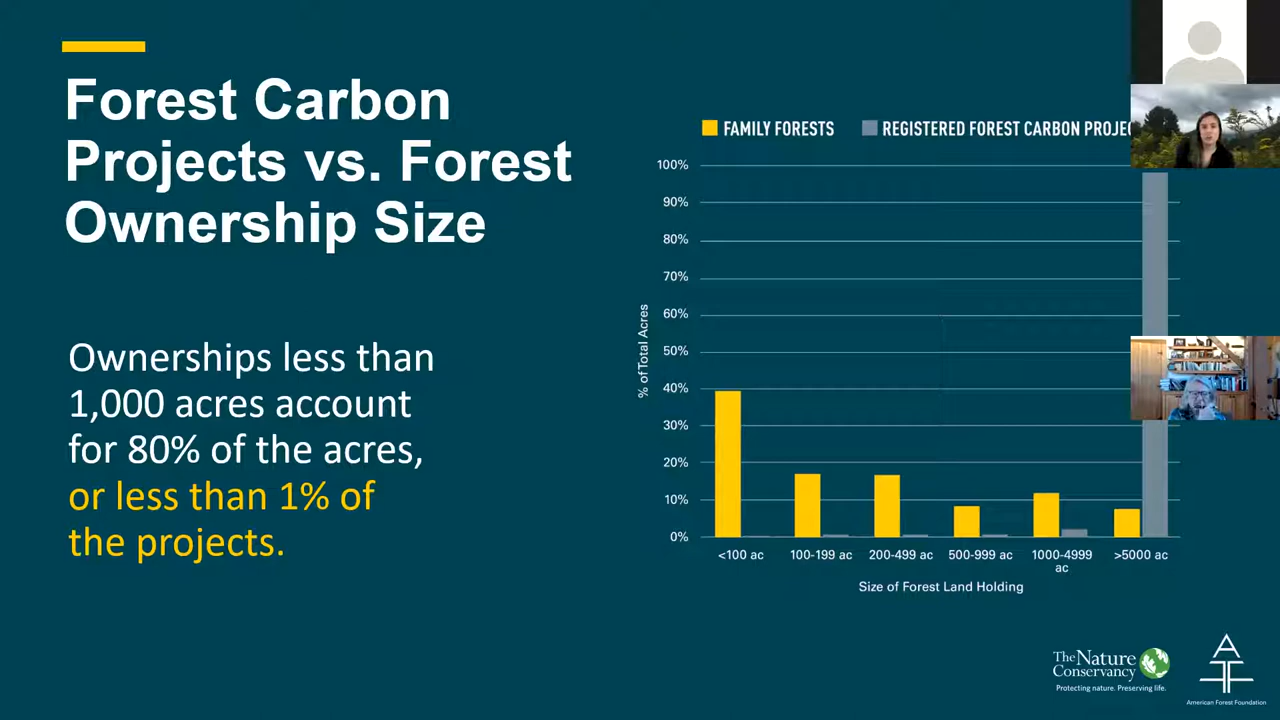 Forest Carbon
Projects vs. Forest
Ownership Size
Ownerships less than
1,000 acres account
for 80% of the acres,
or less than 1% of
the projects.
FAMILY FORESTS
REGISTERED FOREST CARBON PROJEC
% of Total Acres
100%
90%
80%
70%
60%
50%
40%
30%
20%
10%
0%
<100 ac
100-199 ac
200-499 ac
500-999 ac
1000-4999
ac
>5000 ac
Size of Forest Land Holding
The Nature
Conservancy
Protecting nature. Preserving life.
American Forest Foundation